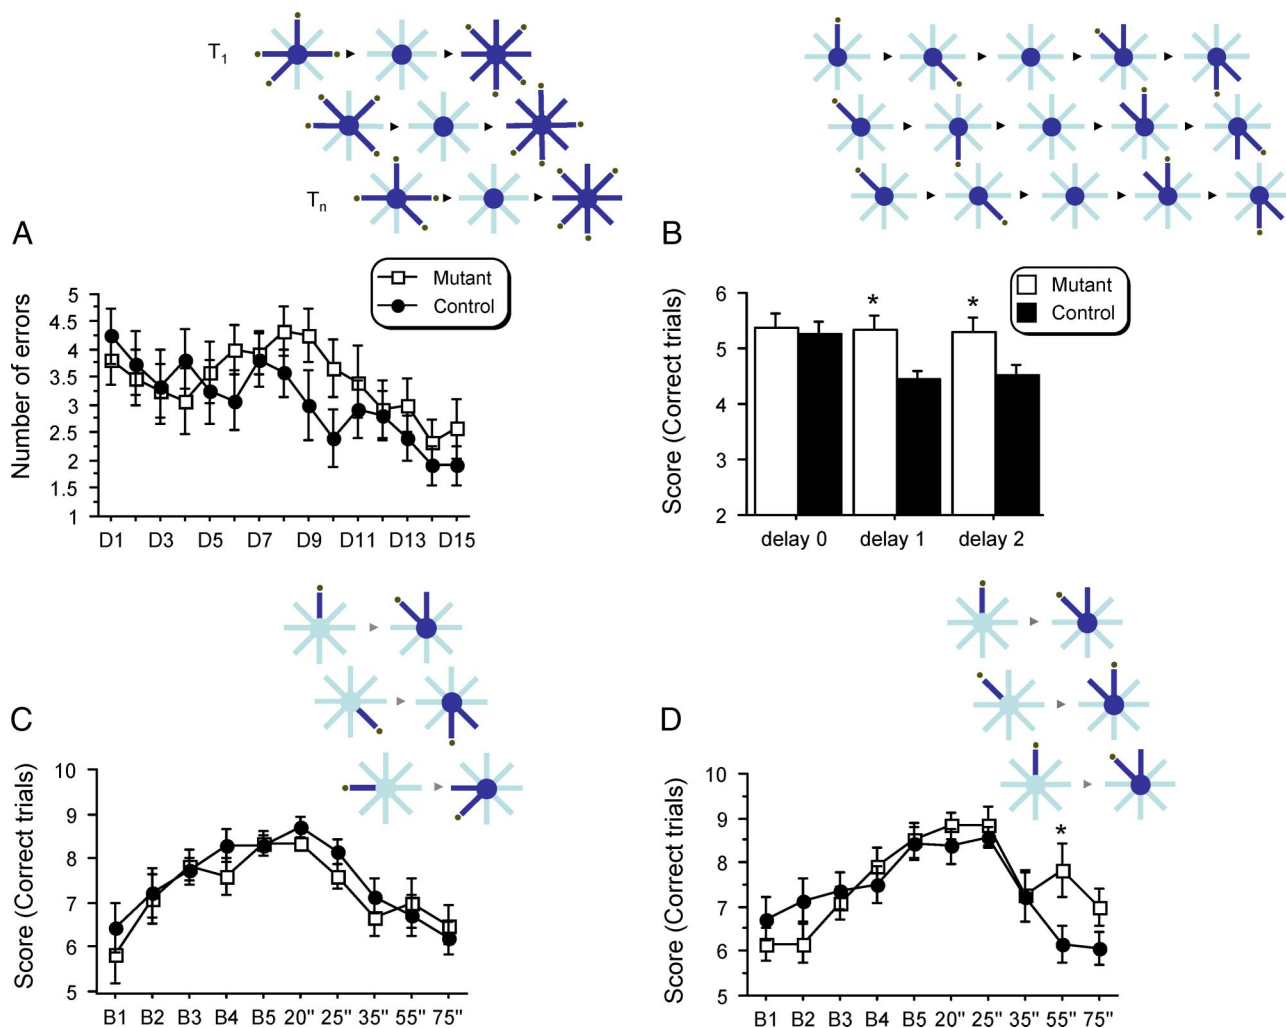 T1
Tn
A
Mutant
Control
Number of errors
5
4.5
4
3.5
3
2.5
2
1.5
1
D1 D3 D5 D7 D9 D11 D13 D15
B
Mutant
Control
Score (Correct trials)
6
5
4
3
2
* *
delay 0 delay 1 delay 2
C
Score (Correct trials)
10
9
8
7
6
5
B1 B2 B3 B4 B5 20" 25" 35" 55" 75"
D
Score (Correct trials)
10
9
8
7
6
5
*
B1 B2 B3 B4 B5 20" 25" 35" 55" 75"